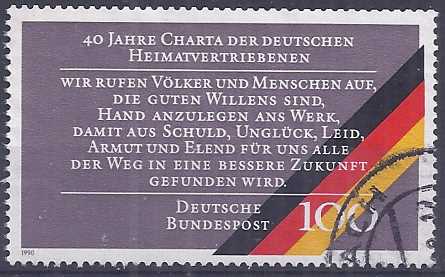 40 JAHRE CHARTA DER DEUTSCHEN
HEIMATVERTRIEBENEN
WIR RUFEN VÖLKER UND MENSCHEN AUF,
DIE GUTEN WILLENS SIND,
HAND ANZULEGEN ANS WERK,
DAMIT AUS SCHULD, UNGLÜCK, LEID,
ARMUT UND ELEND FÜR UNS ALLE
DER WEG IN EINE BESSERE ZUKUNFT
GEFUNDEN WIRD.
DEUTSCHE
BUNDESPOST 100
1990